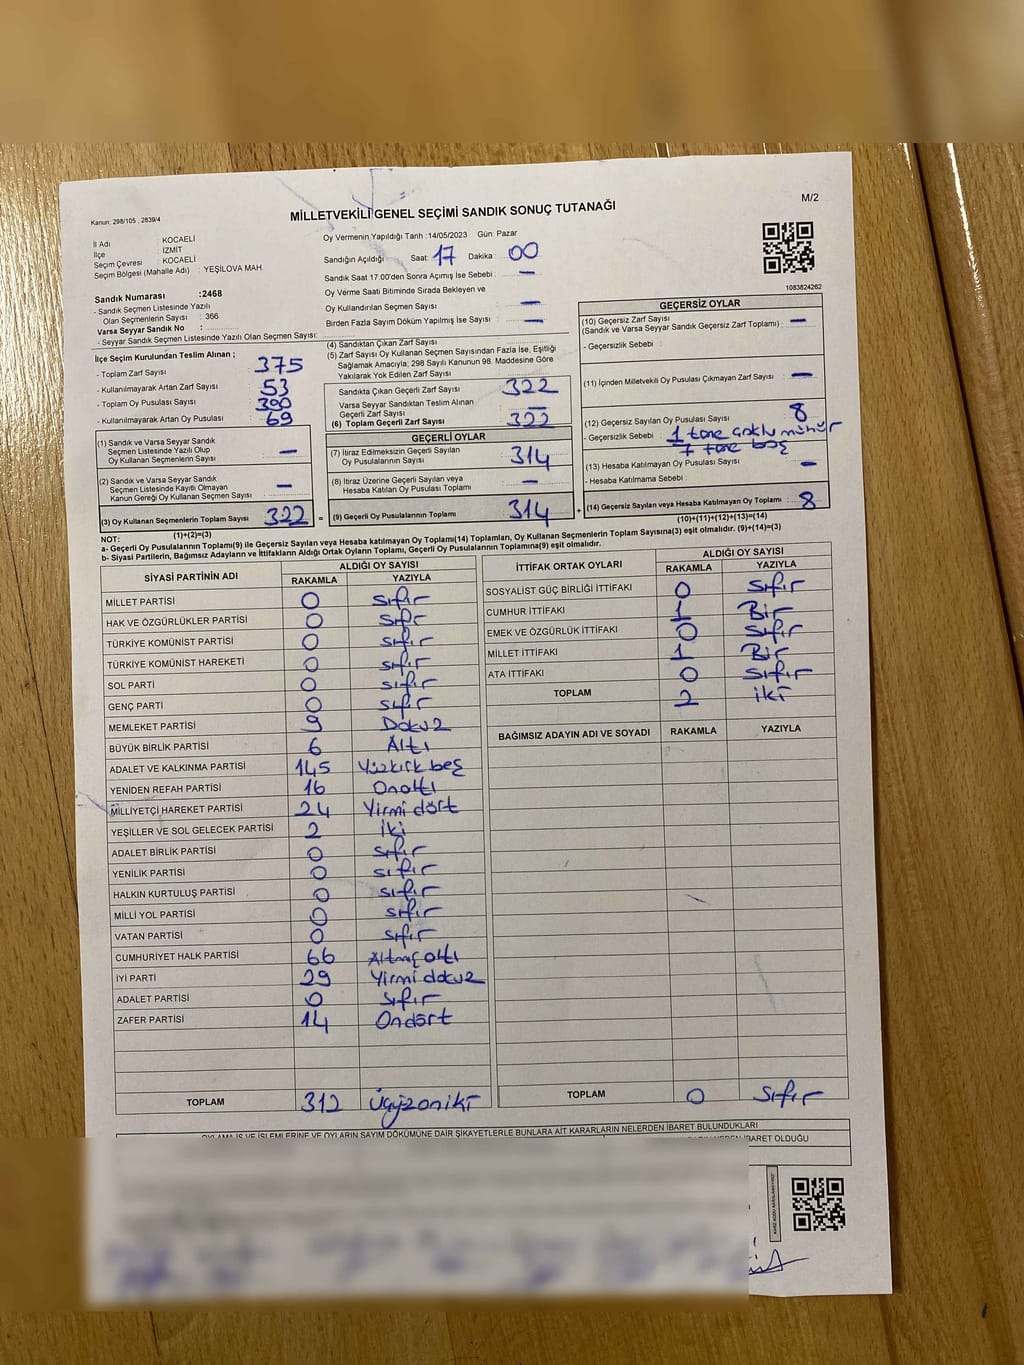 M/2
Kanun: 298/105 , 2839/4
MİLLETVEKİLİ GENEL SEÇİMİ SANDIK SONUÇ TUTANAĞI
İl Adı KOCAELİ
İlçe İZMİT
Seçim Çevresi KOCAELİ
Seçim Bölgesi (Mahalle Adı) : YEŞİLOVA MAH.
Sandık Numarası :2468
- Sandık Seçmen Listesinde Yazılı
Olan Seçmenlerin Sayısı : 366
Varsa Seyyar Sandık No :
- Seyyar Sandık Seçmen Listesinde Yazılı Olan Seçmen Sayısı:
Oy Vermenin Yapıldığı Tarih :14/05/2023 Gün: Pazar
Sandığın Açıldığı Saat: 17 Dakika : 00
Sandık Saat 17:00'den Sonra Açımış İse Sebebi : —
Oy Verme Saati Bitiminde Sırada Bekleyen ve
Oy Kullandırılan Seçmen Sayısı : —
Birden Fazla Sayım Döküm Yapılmış İse Sayısı : —
1083824262
İlçe Seçim Kurulundan Teslim Alınan ;
- Toplam Zarf Sayısı : 375
- Kullanılmayarak Artan Zarf Sayısı : 53
- Toplam Oy Pusulası Sayısı : 390
- Kullanılmayarak Artan Oy Pusulası : 69
(1) Sandık ve Varsa Seyyar Sandık
Seçmen Listesinde Yazılı Olup
Oy Kullanan Seçmenlerin Sayısı : —
(2) Sandık ve Varsa Seyyar Sandık
Seçmen Listesinde Kayıtlı Olmayan
Kanun Gereği Oy Kullanan Seçmen Sayısı : —
(3) Oy Kullanan Seçmenlerin Toplam Sayısı : 322
(1)+(2)=(3)
(4) Sandıktan Çıkan Zarf Sayısı :
(5) Zarf Sayısı Oy Kullanan Seçmen Sayısından Fazla İse, Eşitliği
Sağlamak Amacıyla; 298 Sayılı Kanunun 98. Maddesine Göre
Yakılarak Yok Edilen Zarf Sayısı :
Sandıkta Çıkan Geçerli Zarf Sayısı : 322
Varsa Seyyar Sandıktan Teslim Alınan
Geçerli Zarf Sayısı : —
(6) Toplam Geçerli Zarf Sayısı : 322
GEÇERLİ OYLAR
(7) İtiraz Edilmeksizin Geçerli Sayılan
Oy Pusulalarının Sayısı : 314
(8) İtiraz Üzerine Geçerli Sayılan veya
Hesaba Katılan Oy Pusulası Toplamı : —
= (9) Geçerli Oy Pusulalarının Toplamı : 314 +
GEÇERSİZ OYLAR
(10) Geçersiz Zarf Sayısı : —
(Sandık ve Varsa Seyyar Sandık Geçersiz Zarf Toplamı)
- Geçersizlik Sebebi :
(11) İçinden Milletvekili Oy Pusulası Çıkmayan Zarf Sayısı : —
(12) Geçersiz Sayılan Oy Pusulası Sayısı : 8
- Geçersizlik Sebebi : 1 tane çoklu mühür
7 tane boş
(13) Hesaba Katılmayan Oy Pusulası Sayısı : —
- Hesaba Katılmama Sebebi :
(14) Geçersiz Sayılan veya Hesaba Katılmayan Oy Toplamı : 8
(10)+(11)+(12)+(13)=(14)
NOT:
a- Geçerli Oy Pusulalarının Toplamı(9) ile Geçersiz Sayılan veya Hesaba katılmayan Oy Toplamı(14) Toplamları, Oy Kullanan Seçmenlerin Toplam Sayısına(3) eşit olmalıdır. (9)+(14)=(3)
b- Siyasi Partilerin, Bağımsız Adayların ve İttifakların Aldığı Ortak Oyların Toplamı, Geçerli Oy Pusulalarının Toplamına(9) eşit olmalıdır.
SİYASİ PARTİNİN ADI ALDIĞI OY SAYISI
RAKAMLA YAZIYLA
MİLLET PARTİSİ 0 sıfır
HAK VE ÖZGÜRLÜKLER PARTİSİ 0 sıfır
TÜRKİYE KOMÜNİST PARTİSİ 0 sıfır
TÜRKİYE KOMÜNİST HAREKETİ 0 sıfır
SOL PARTİ 0 sıfır
GENÇ PARTİ 0 sıfır
MEMLEKET PARTİSİ 9 Dokuz
BÜYÜK BİRLİK PARTİSİ 6 Altı
ADALET VE KALKINMA PARTİSİ 145 Yüzkırk beş
YENİDEN REFAH PARTİSİ 16 Onaltı
MİLLİYETÇİ HAREKET PARTİSİ 24 Yirmi dört
YEŞİLLER VE SOL GELECEK PARTİSİ 2 İki
ADALET BİRLİK PARTİSİ 0 sıfır
YENİLİK PARTİSİ 0 sıfır
HALKIN KURTULUŞ PARTİSİ 0 sıfır
MİLLİ YOL PARTİSİ 0 sıfır
VATAN PARTİSİ 0 sıfır
CUMHURİYET HALK PARTİSİ 66 Altmış altı
İYİ PARTİ 29 Yirmi dokuz
ADALET PARTİSİ 0 sıfır
ZAFER PARTİSİ 14 Ondört
TOPLAM 312 Üçyüzoniki
İTTİFAK ORTAK OYLARI ALDIĞI OY SAYISI
RAKAMLA YAZIYLA
SOSYALİST GÜÇ BİRLİĞİ İTTİFAKI 0 sıfır
CUMHUR İTTİFAKI 1 Bir
EMEK VE ÖZGÜRLÜK İTTİFAKI 0 sıfır
MİLLET İTTİFAKI 1 Bir
ATA İTTİFAKI 0 sıfır
TOPLAM 2 iki
BAĞIMSIZ ADAYIN ADI VE SOYADI RAKAMLA YAZIYLA
TOPLAM 0 sıfır
OYLAMA İŞ VE İŞLEMLERİNE VE OYLARIN SAYIM DÖKÜMÜNE DAİR ŞİKAYETLERLE BUNLARA AİT KARARLARIN NELERDEN İBARET BULUNDUKLARI
İBARET OLDUĞU